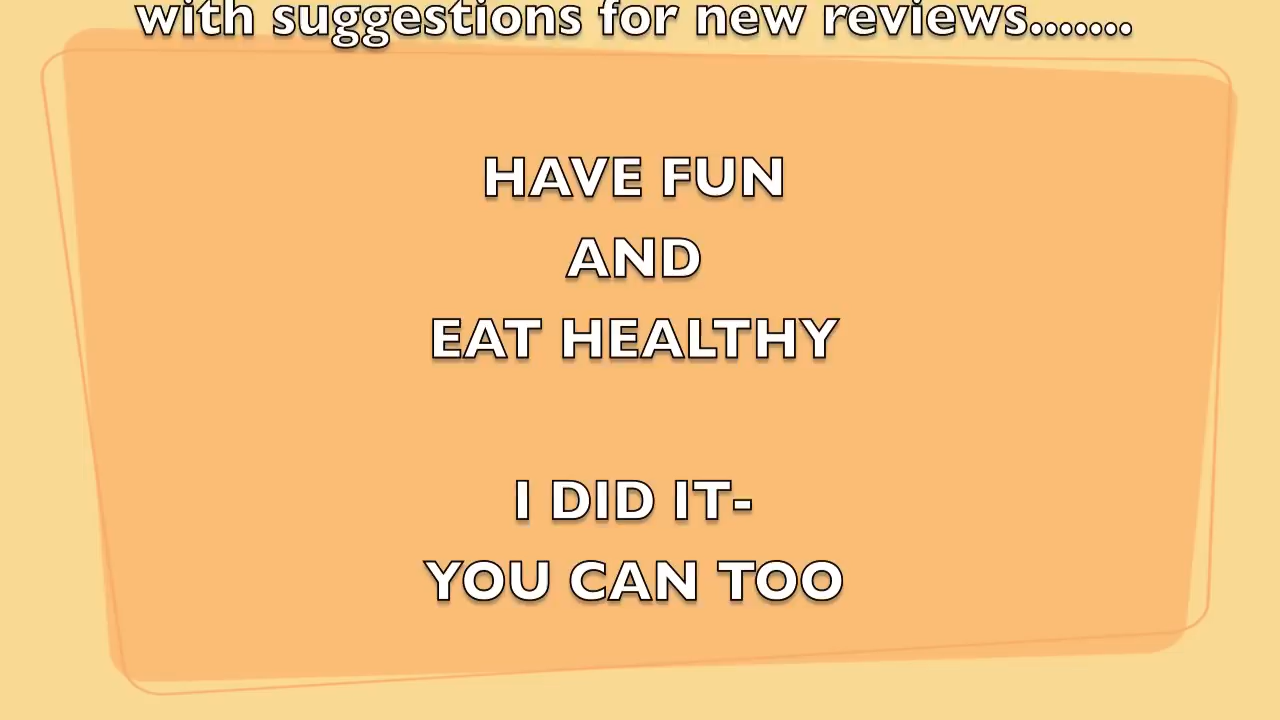 with suggestions for new reviews.......
HAVE FUN
AND
EAT HEALTHY
I DID IT-
YOU CAN TOO